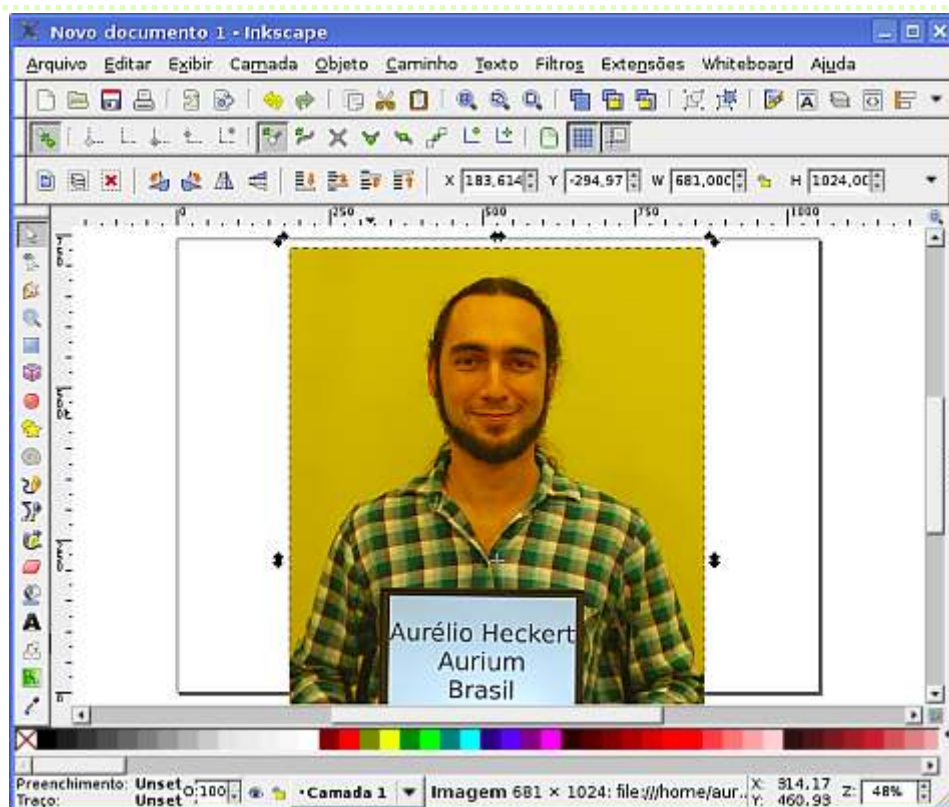 Novo documento 1 - Inkscape
Arquivo Editar Exibir Camada Objeto Caminho Texto Filtros Extensões Whiteboard Ajuda
X 183,614 Y -294,97 W 681,000 H 1024,00
0 250 500 750 1000
Aurélio Heckert
Aurium
Brasil
Preenchimento: Unset O: 100 •Camada 1 Imagem 681 × 1024: file:///home/aur... X: 314,17 Z: 48%
Traço: Unset Y: 460,93